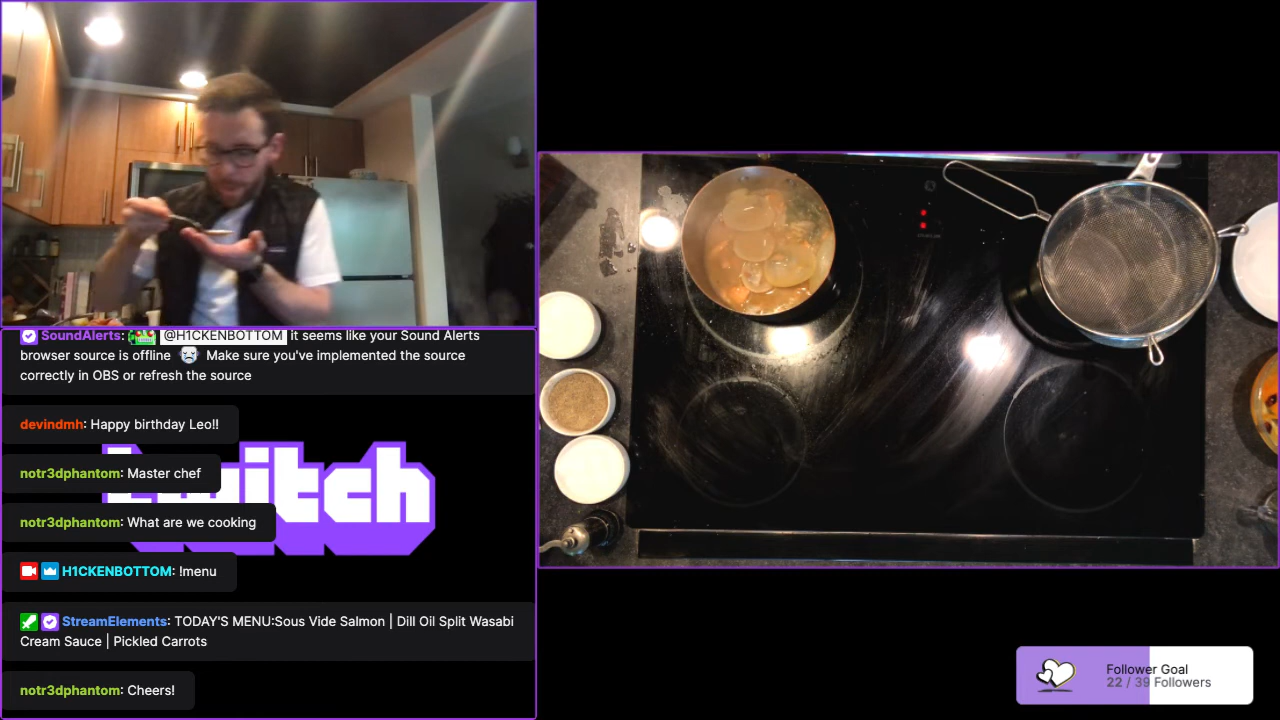 SoundAlerts: @H1CKENBOTTOM it seems like your Sound Alerts
browser source is offline Make sure you've implemented the source
correctly in OBS or refresh the source
devindmh: Happy birthday Leo!!
notr3dphantom: Master chef
twitch
notr3dphantom: What are we cooking
H1CKENBOTTOM: !menu
StreamElements: TODAY'S MENU:Sous Vide Salmon | Dill Oil Split Wasabi
Cream Sauce | Pickled Carrots
notr3dphantom: Cheers!
Follower Goal
22 / 39 Followers